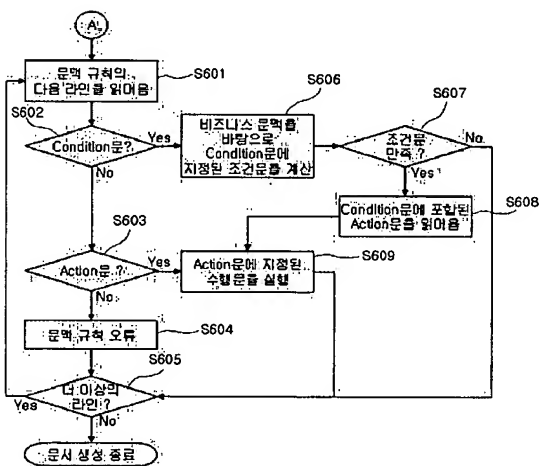 A
문맥 규칙의
다음 라인을 읽어옴
S601
S602
Condition문?
Yes
No
S606
비즈니스 문맥을
바탕으로
Condition문에
지정된 조건문을 계산
S607
조건문
만족?
No
Yes
Condition문에 포함된
Action문을 읽어옴
S608
S603
Action문?
Yes
No
S609
Action문에 지정된
수행문을 실행
문맥 규칙 오류
S604
S605
더 이상의
라인?
Yes
No
문서 생성 종료